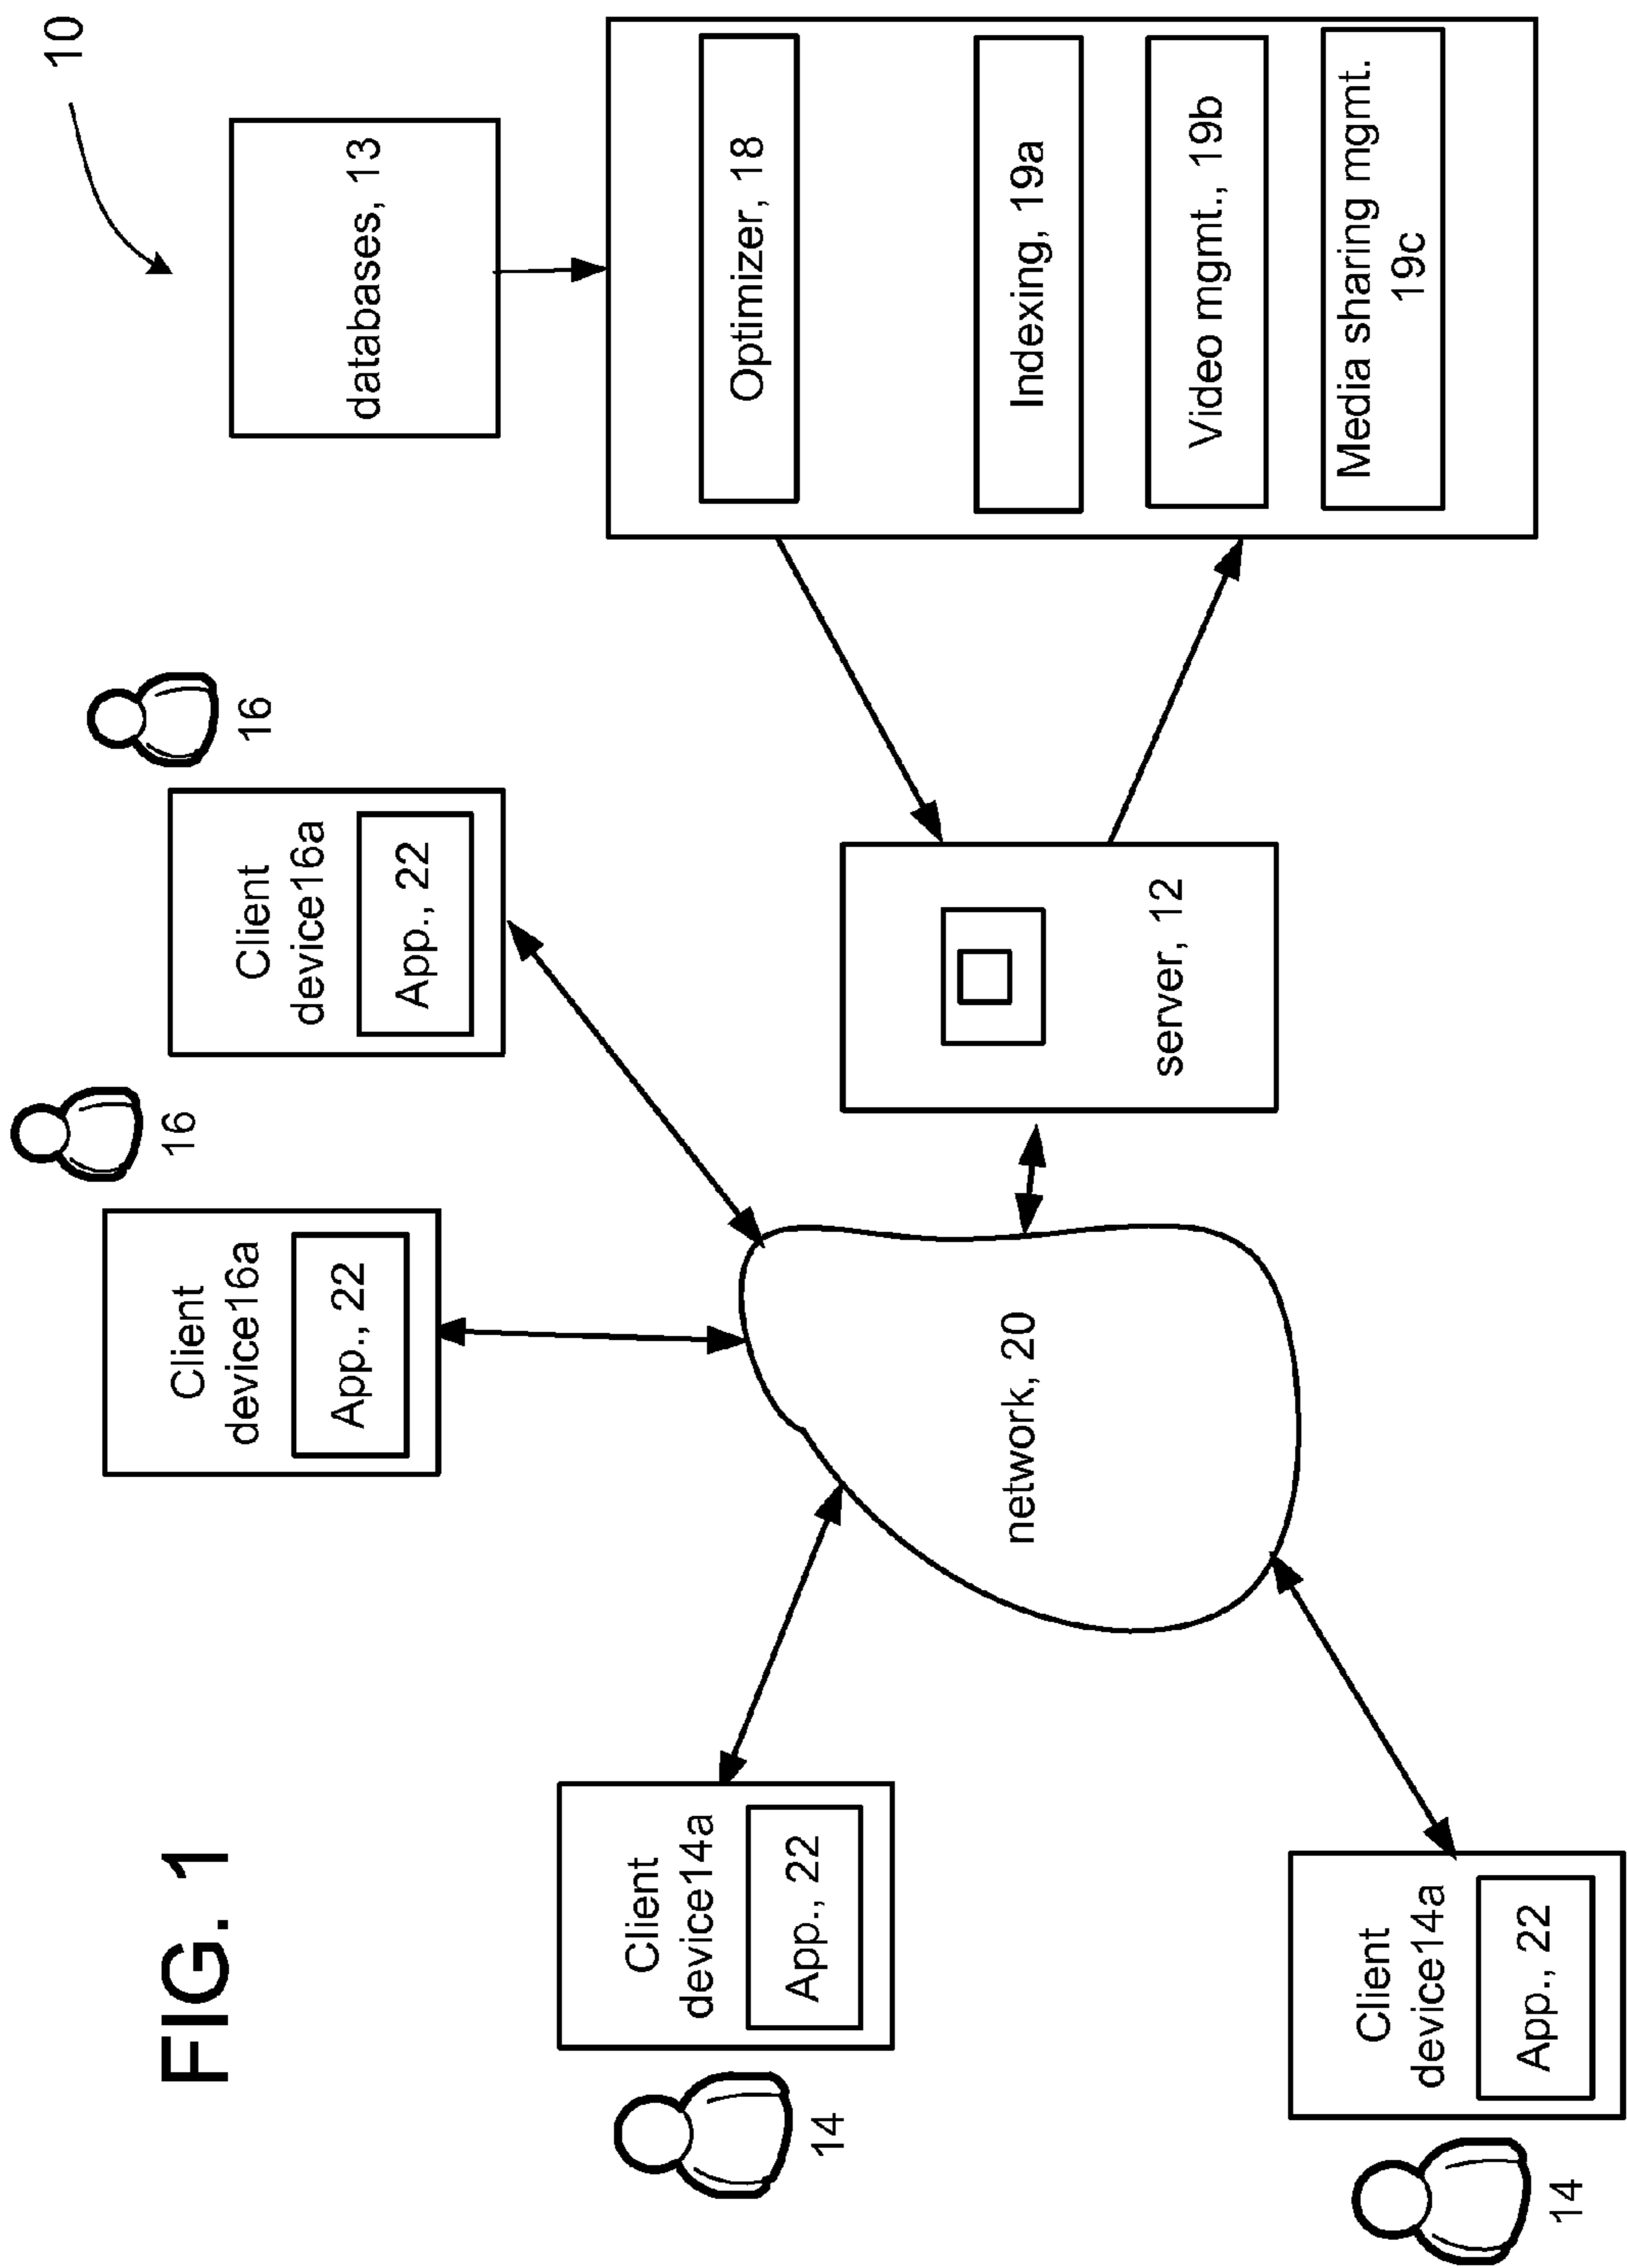 FIG. 1
10
16
Client
device16a
App., 22
16
Client
device16a
App., 22
databases, 13
14
Client
device14a
App., 22
network, 20
server, 12
Optimizer, 18
Indexing, 19a
Video mgmt., 19b
Media sharing mgmt.
19c
14
Client
device14a
App., 22